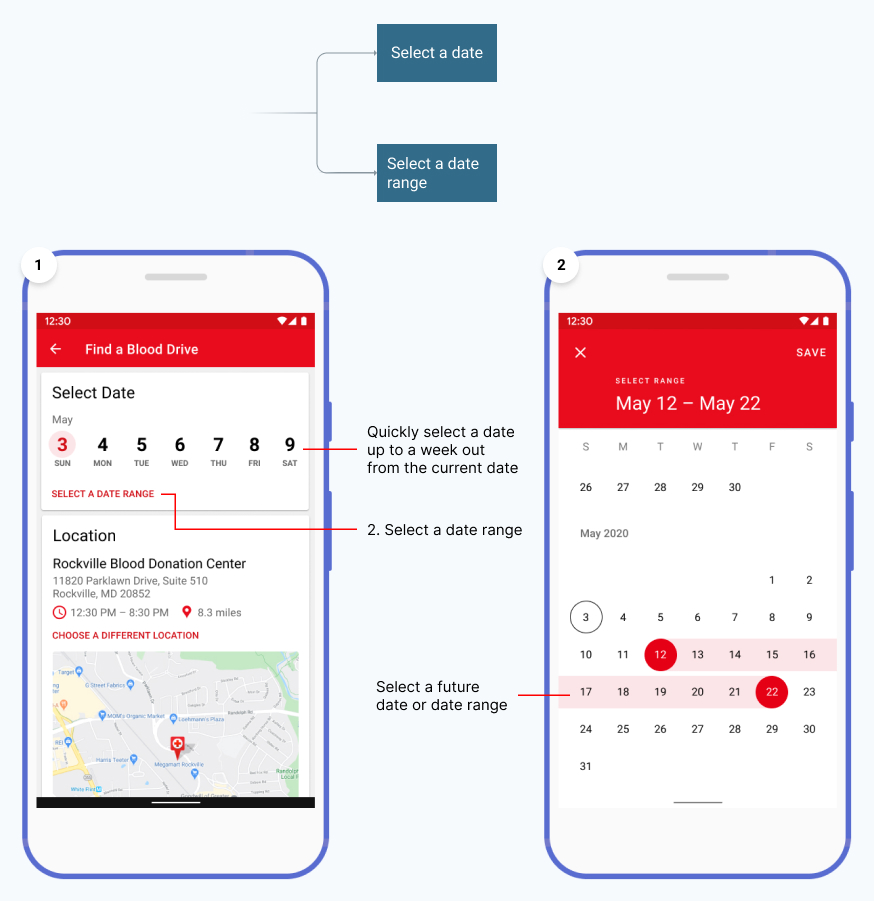 Select a date
Select a date
range
1
12:30
Find a Blood Drive
Select Date
May
3 4 5 6 7 8 9
SUN MON TUE WED THU FRI SAT
SELECT A DATE RANGE
Location
Rockville Blood Donation Center
11820 Parklawn Drive, Suite 510
Rockville, MD 20852
12:30 PM – 8:30 PM 8.3 miles
CHOOSE A DIFFERENT LOCATION
Target
G Street Fabrics
MOM's Organic Market
Loehmann's Plaza
Randolph Rd
REI
Harris Teeter
Megamart Rockville
Randolph
Local
Quickly select a date
up to a week out
from the current date
2. Select a date range
Select a future
date or date range
2
12:30
SAVE
SELECT RANGE
May 12 – May 22
S M T W T F S
26 27 28 29 30
May 2020
1 2
3 4 5 6 7 8 9
10 11 12 13 14 15 16
17 18 19 20 21 22 23
24 25 26 27 28 29 30
31